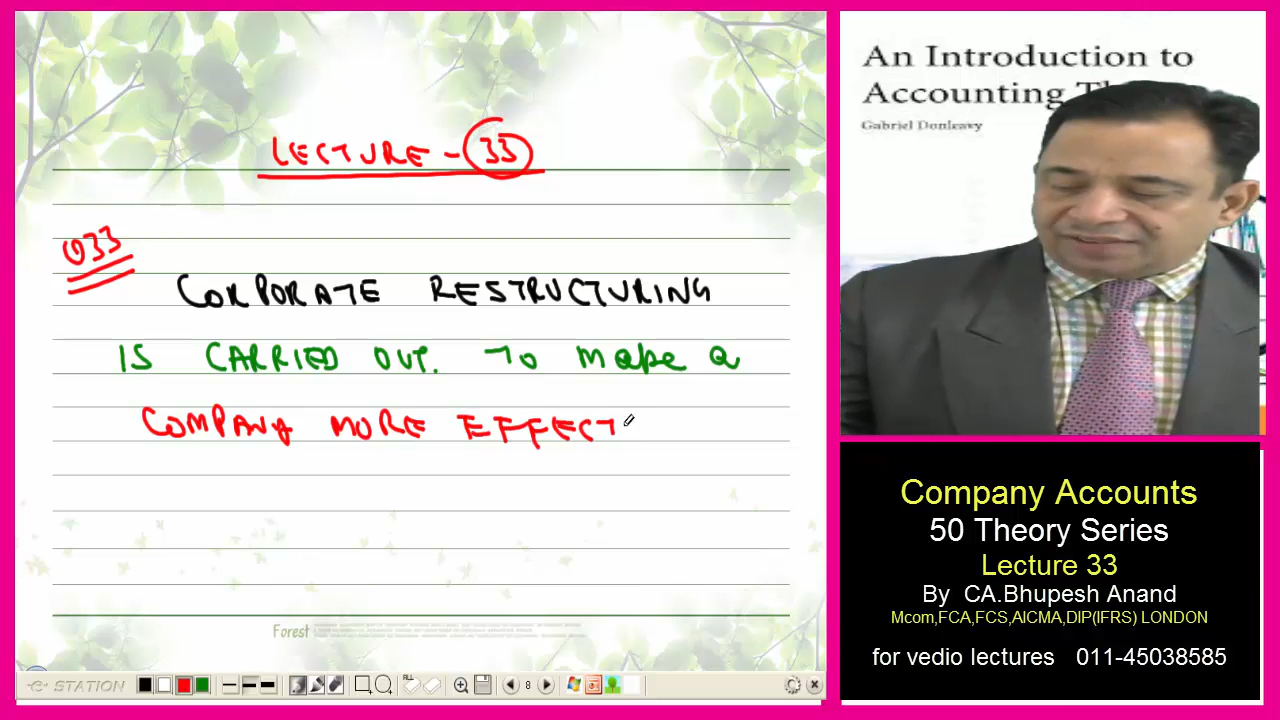 LECTURE - 33
Q33
CORPORATE RESTRUCTURING
IS CARRIED OUT. TO make a
COMPANY MORE EFFECT
Forest
e-STATION
ALL
8
An Introduction to
Accounting
Gabriel Donleavy
Company Accounts
50 Theory Series
Lecture 33
By CA.Bhupesh Anand
Mcom,FCA,FCS,AICMA,DIP(IFRS) LONDON
for vedio lectures 011-45038585